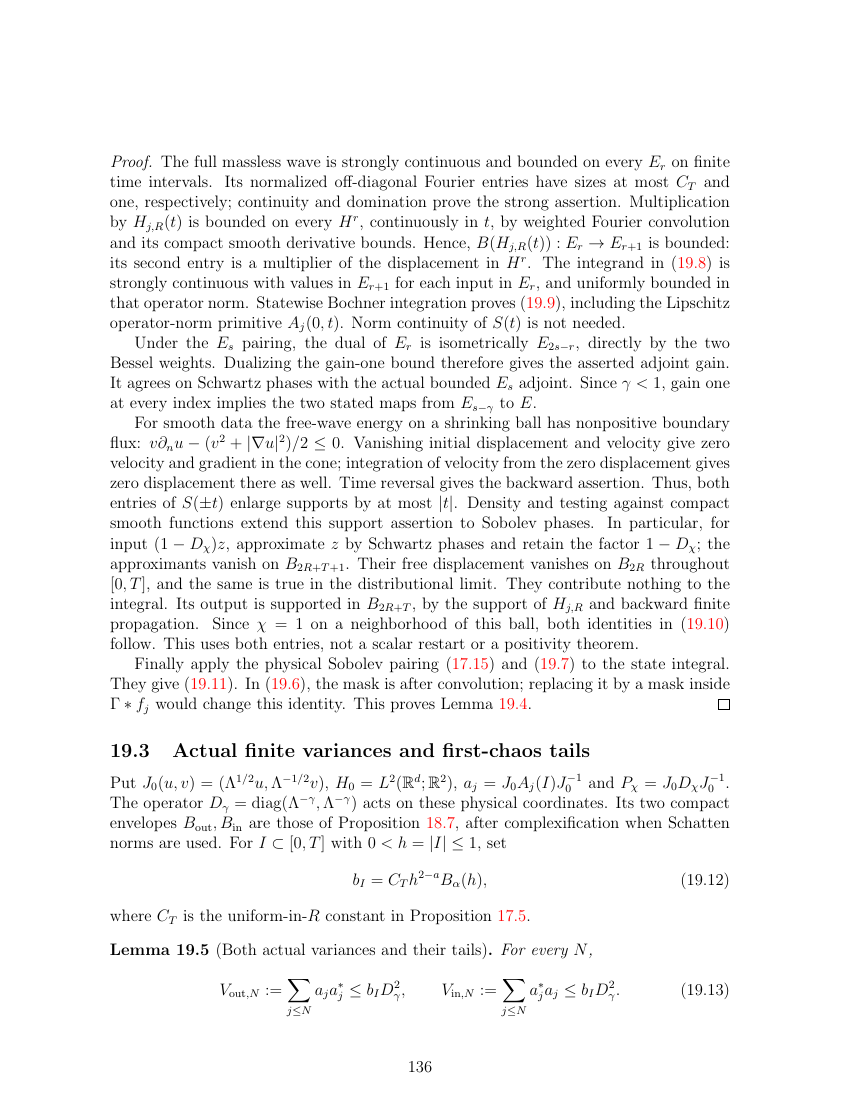 Proof. The full massless wave is strongly continuous and bounded on every E_r on finite
time intervals. Its normalized off-diagonal Fourier entries have sizes at most C_T and
one, respectively; continuity and domination prove the strong assertion. Multiplication
by H_{j,R}(t) is bounded on every H^r, continuously in t, by weighted Fourier convolution
and its compact smooth derivative bounds. Hence, B(H_{j,R}(t)) : E_r → E_{r+1} is bounded:
its second entry is a multiplier of the displacement in H^r. The integrand in (19.8) is
strongly continuous with values in E_{r+1} for each input in E_r, and uniformly bounded in
that operator norm. Statewise Bochner integration proves (19.9), including the Lipschitz
operator-norm primitive A_j(0, t). Norm continuity of S(t) is not needed.
Under the E_s pairing, the dual of E_r is isometrically E_{2s−r}, directly by the two
Bessel weights. Dualizing the gain-one bound therefore gives the asserted adjoint gain.
It agrees on Schwartz phases with the actual bounded E_s adjoint. Since γ < 1, gain one
at every index implies the two stated maps from E_{s−γ} to E.
For smooth data the free-wave energy on a shrinking ball has nonpositive boundary
flux: v∂_n u − (v² + |∇u|²)/2 ≤ 0. Vanishing initial displacement and velocity give zero
velocity and gradient in the cone; integration of velocity from the zero displacement gives
zero displacement there as well. Time reversal gives the backward assertion. Thus, both
entries of S(±t) enlarge supports by at most |t|. Density and testing against compact
smooth functions extend this support assertion to Sobolev phases. In particular, for
input (1 − D_χ)z, approximate z by Schwartz phases and retain the factor 1 − D_χ; the
approximants vanish on B_{2R+T+1}. Their free displacement vanishes on B_{2R} throughout
[0, T], and the same is true in the distributional limit. They contribute nothing to the
integral. Its output is supported in B_{2R+T}, by the support of H_{j,R} and backward finite
propagation. Since χ = 1 on a neighborhood of this ball, both identities in (19.10)
follow. This uses both entries, not a scalar restart or a positivity theorem.
Finally apply the physical Sobolev pairing (17.15) and (19.7) to the state integral.
They give (19.11). In (19.6), the mask is after convolution; replacing it by a mask inside
Γ ∗ f_j would change this identity. This proves Lemma 19.4. □
19.3 Actual finite variances and first-chaos tails
Put J_0(u, v) = (Λ^{1/2}u, Λ^{−1/2}v), H_0 = L²(ℝ^d; ℝ²), a_j = J_0A_j(I)J_0^{−1} and P_χ = J_0D_χJ_0^{−1}.
The operator D_γ = diag(Λ^{−γ}, Λ^{−γ}) acts on these physical coordinates. Its two compact
envelopes B_out, B_in are those of Proposition 18.7, after complexification when Schatten
norms are used. For I ⊂ [0, T] with 0 < h = |I| ≤ 1, set
b_I = C_T h^{2−a} B_α(h), (19.12)
where C_T is the uniform-in-R constant in Proposition 17.5.
Lemma 19.5 (Both actual variances and their tails). For every N,
V_{out,N} := ∑_{j≤N} a_j a_j^* ≤ b_I D_γ², V_{in,N} := ∑_{j≤N} a_j^* a_j ≤ b_I D_γ². (19.13)
136